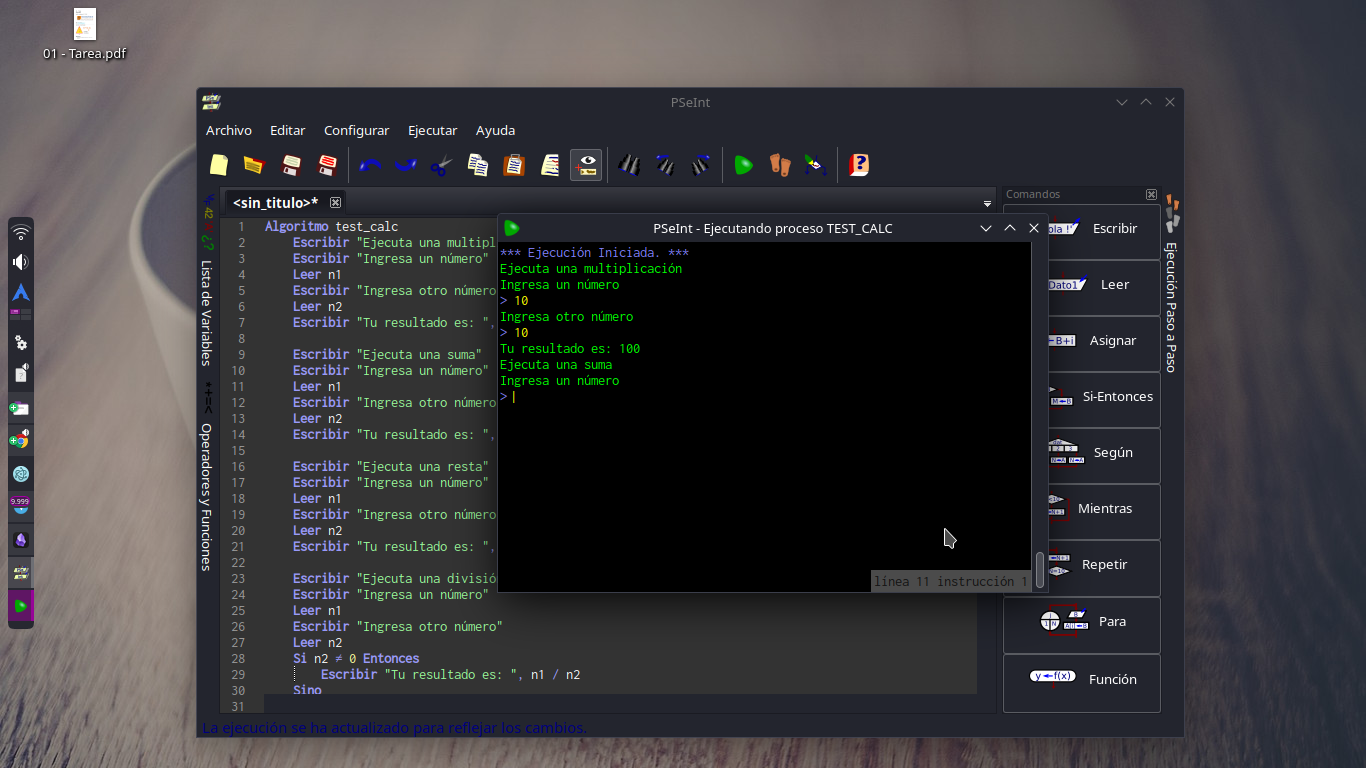 01 - Tarea.pdf
PSeInt
Archivo Editar Configurar Ejecutar Ayuda
<sin_titulo>*
Comandos
1 Algoritmo test_calc
2 Escribir "Ejecuta una multipl
3 Escribir "Ingresa un número"
4 Leer n1
5 Escribir "Ingresa otro número
6 Leer n2
7 Escribir "Tu resultado es: ",
8
9 Escribir "Ejecuta una suma"
10 Escribir "Ingresa un número"
11 Leer n1
12 Escribir "Ingresa otro número
13 Leer n2
14 Escribir "Tu resultado es: ",
15
16 Escribir "Ejecuta una resta"
17 Escribir "Ingresa un número"
18 Leer n1
19 Escribir "Ingresa otro número
20 Leer n2
21 Escribir "Tu resultado es: ",
22
23 Escribir "Ejecuta una divisió
24 Escribir "Ingresa un número"
25 Leer n1
26 Escribir "Ingresa otro número"
27 Leer n2
28 Si n2 ≠ 0 Entonces
29 Escribir "Tu resultado es: ", n1 / n2
30 Sino
31
PSeInt - Ejecutando proceso TEST_CALC
*** Ejecución Iniciada. ***
Ejecuta una multiplicación
Ingresa un número
> 10
Ingresa otro número
> 10
Tu resultado es: 100
Ejecuta una suma
Ingresa un número
>
línea 11 instrucción 1
Escribir
Leer
Asignar
Si-Entonces
Según
Mientras
Repetir
Para
y←f(x) Función
Lista de Variables
*+=< Operadores y Funciones
Ejecución Paso a Paso
9.999
La ejecución se ha actualizado para reflejar los cambios.